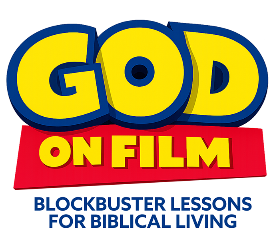 GOD
ON FILM
BLOCKBUSTER LESSONS
FOR BIBLICAL LIVING